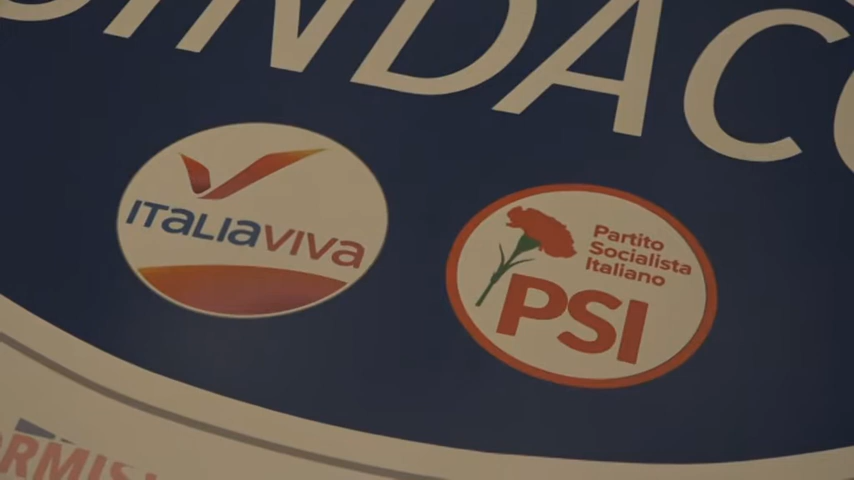 SINDACO
ITALIAVIVA
Partito
Socialista
Italiano
PSI